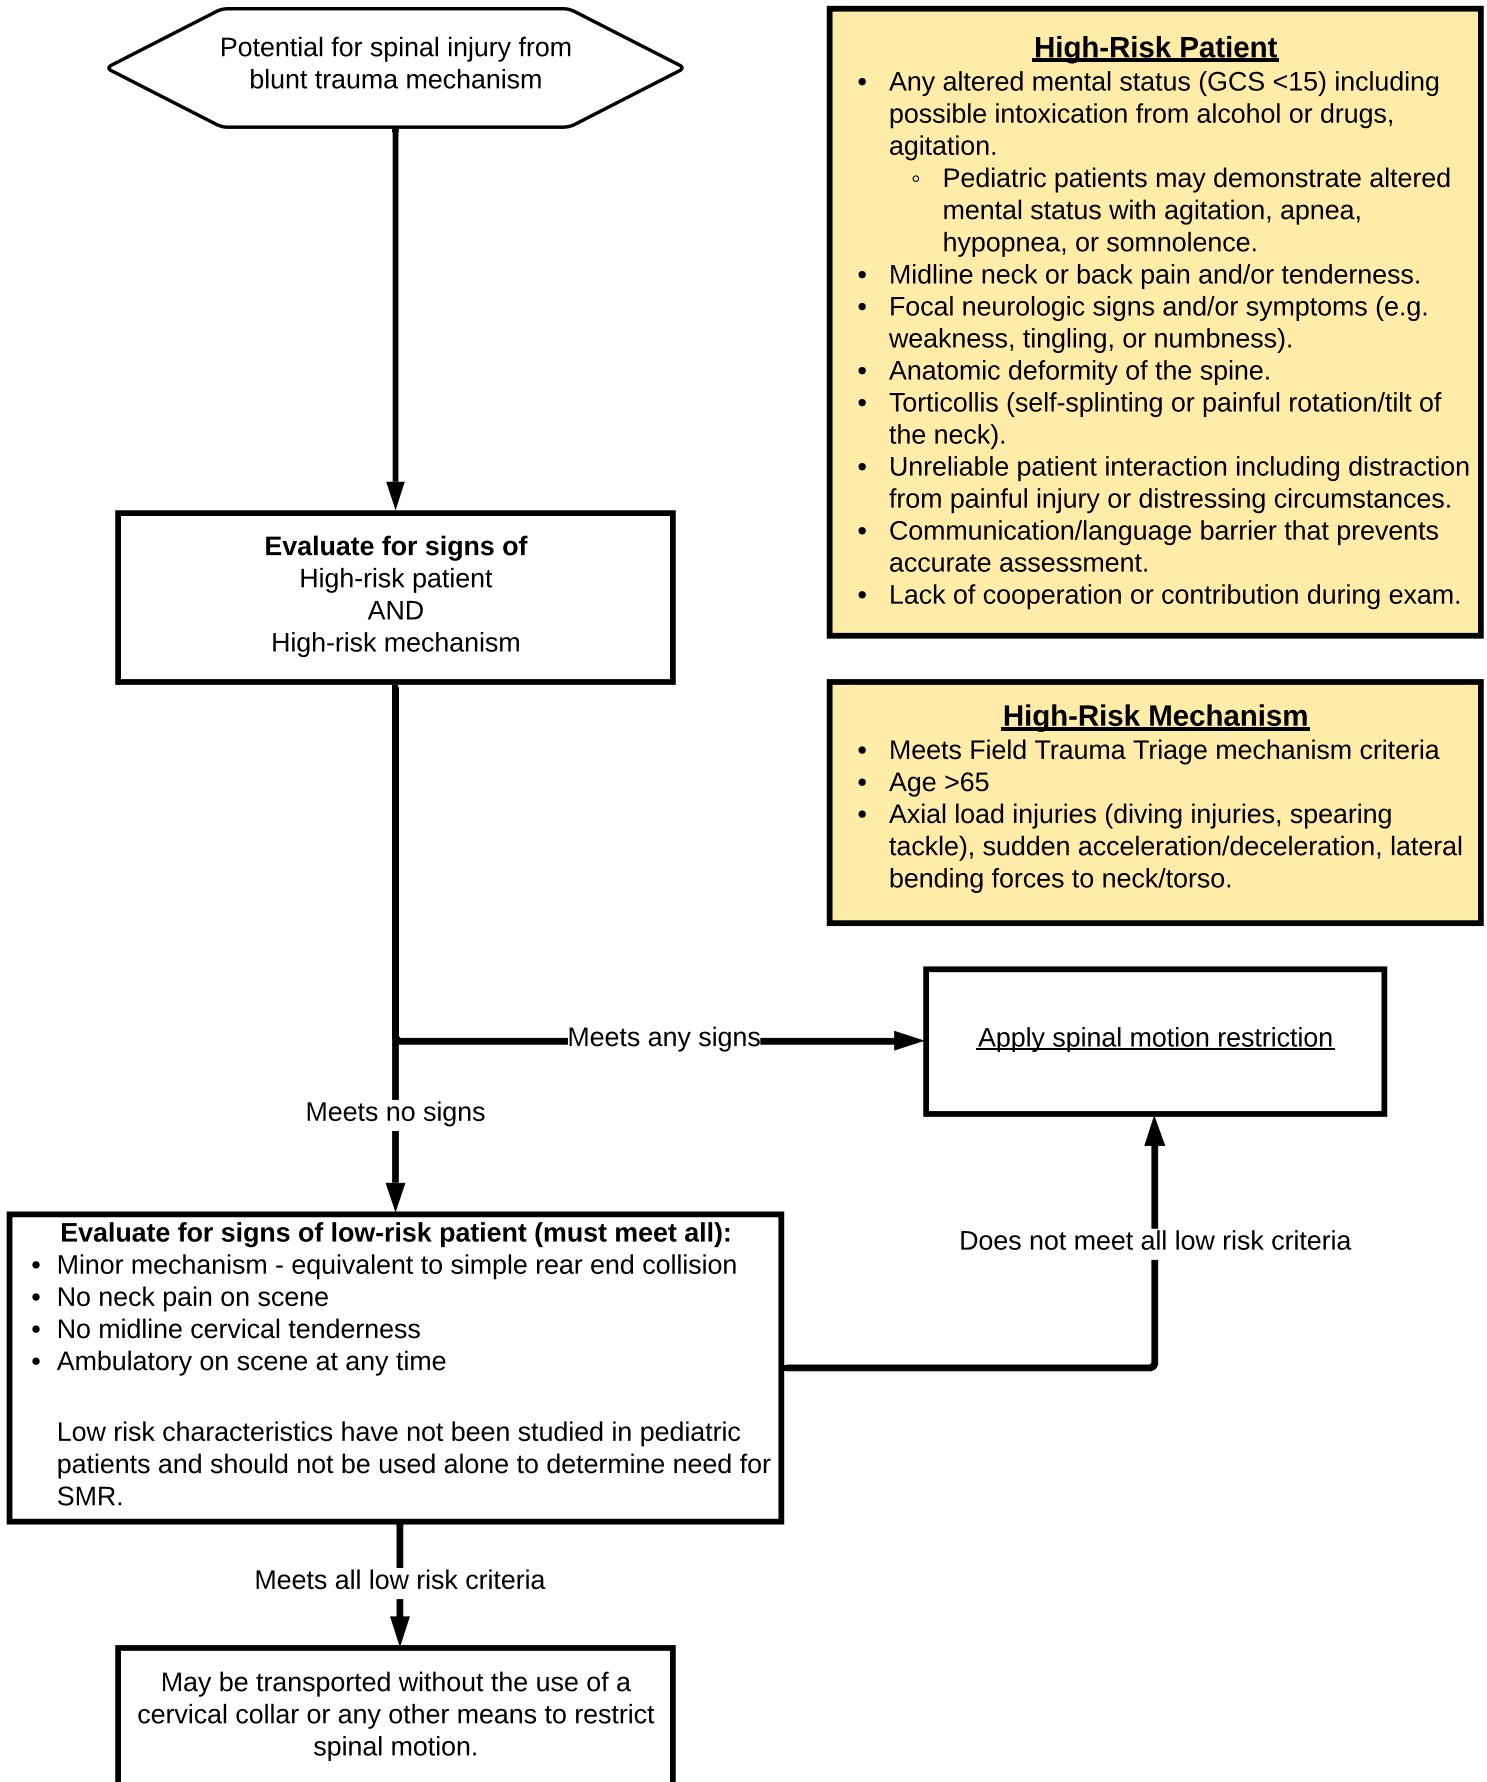 Potential for spinal injury from
blunt trauma mechanism
High-Risk Patient
• Any altered mental status (GCS <15) including
possible intoxication from alcohol or drugs,
agitation.
◦ Pediatric patients may demonstrate altered
mental status with agitation, apnea,
hypopnea, or somnolence.
• Midline neck or back pain and/or tenderness.
• Focal neurologic signs and/or symptoms (e.g.
weakness, tingling, or numbness).
• Anatomic deformity of the spine.
• Torticollis (self-splinting or painful rotation/tilt of
the neck).
• Unreliable patient interaction including distraction
from painful injury or distressing circumstances.
• Communication/language barrier that prevents
accurate assessment.
• Lack of cooperation or contribution during exam.
Evaluate for signs of
High-risk patient
AND
High-risk mechanism
High-Risk Mechanism
• Meets Field Trauma Triage mechanism criteria
• Age >65
• Axial load injuries (diving injuries, spearing
tackle), sudden acceleration/deceleration, lateral
bending forces to neck/torso.
Meets any signs
Apply spinal motion restriction
Meets no signs
Evaluate for signs of low-risk patient (must meet all):
• Minor mechanism - equivalent to simple rear end collision
• No neck pain on scene
• No midline cervical tenderness
• Ambulatory on scene at any time
Low risk characteristics have not been studied in pediatric
patients and should not be used alone to determine need for
SMR.
Does not meet all low risk criteria
Meets all low risk criteria
May be transported without the use of a
cervical collar or any other means to restrict
spinal motion.